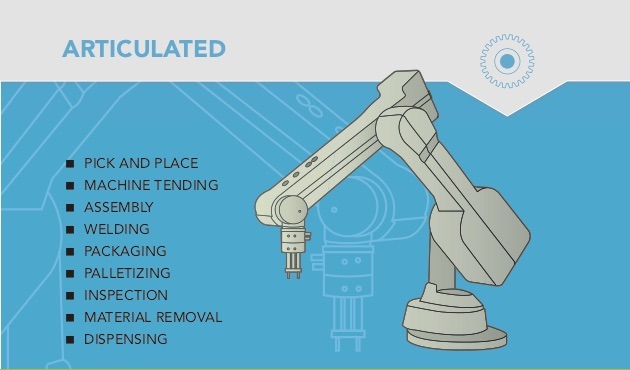 ARTICULATED
PICK AND PLACE
MACHINE TENDING
ASSEMBLY
WELDING
PACKAGING
PALLETIZING
INSPECTION
MATERIAL REMOVAL
DISPENSING